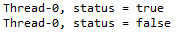 Thread-0, status = true
Thread-0, status = false